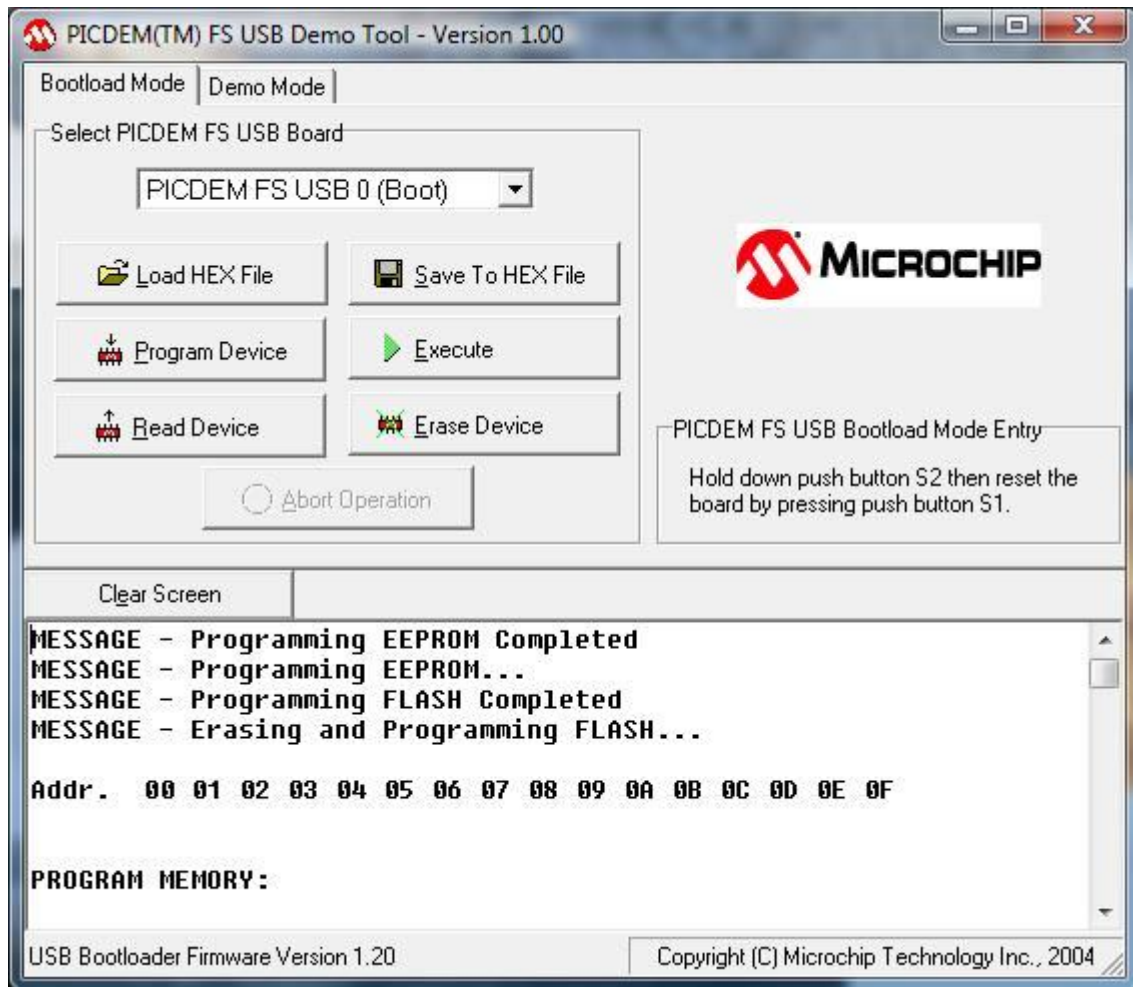 PICDEM(TM) FS USB Demo Tool - Version 1.00
Bootload Mode
Demo Mode
Select PICDEM FS USB Board
PICDEM FS USB 0 (Boot)
Load HEX File
Save To HEX File
Program Device
Execute
Read Device
Erase Device
Abort Operation
MICROCHIP
PICDEM FS USB Bootload Mode Entry
Hold down push button S2 then reset the
board by pressing push button S1.
Clear Screen
MESSAGE - Programming EEPROM Completed
MESSAGE - Programming EEPROM...
MESSAGE - Programming FLASH Completed
MESSAGE - Erasing and Programming FLASH...
Addr. 00 01 02 03 04 05 06 07 08 09 0A 0B 0C 0D 0E 0F
PROGRAM MEMORY:
USB Bootloader Firmware Version 1.20
Copyright (C) Microchip Technology Inc., 2004